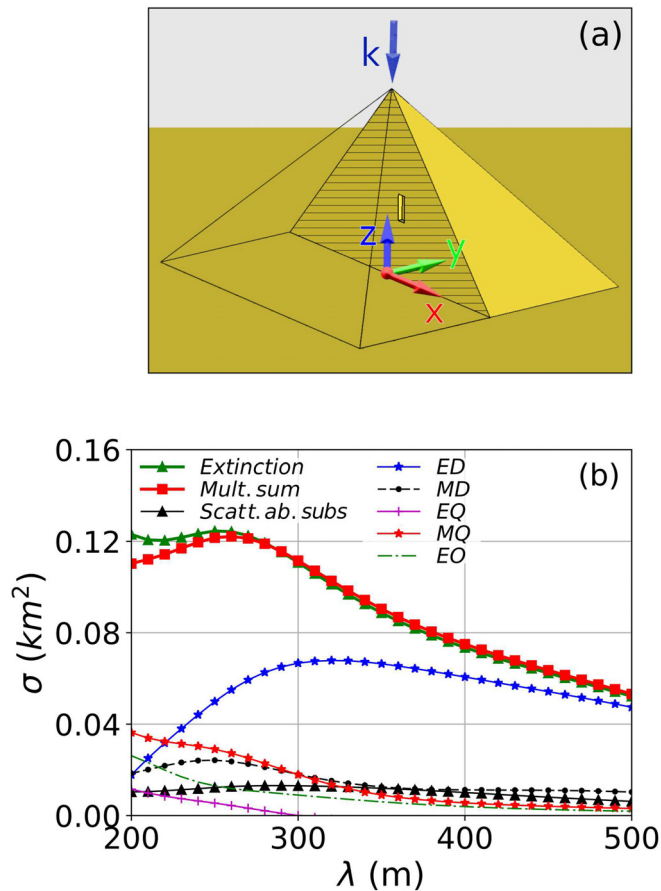 (a)
k
z
y
x
(b)
σ (km²)
0.16
0.12
0.08
0.04
0.00
Extinction
Mult. sum
Scatt. ab. subs
ED
MD
EQ
MQ
EO
200 300 400 500
λ (m)